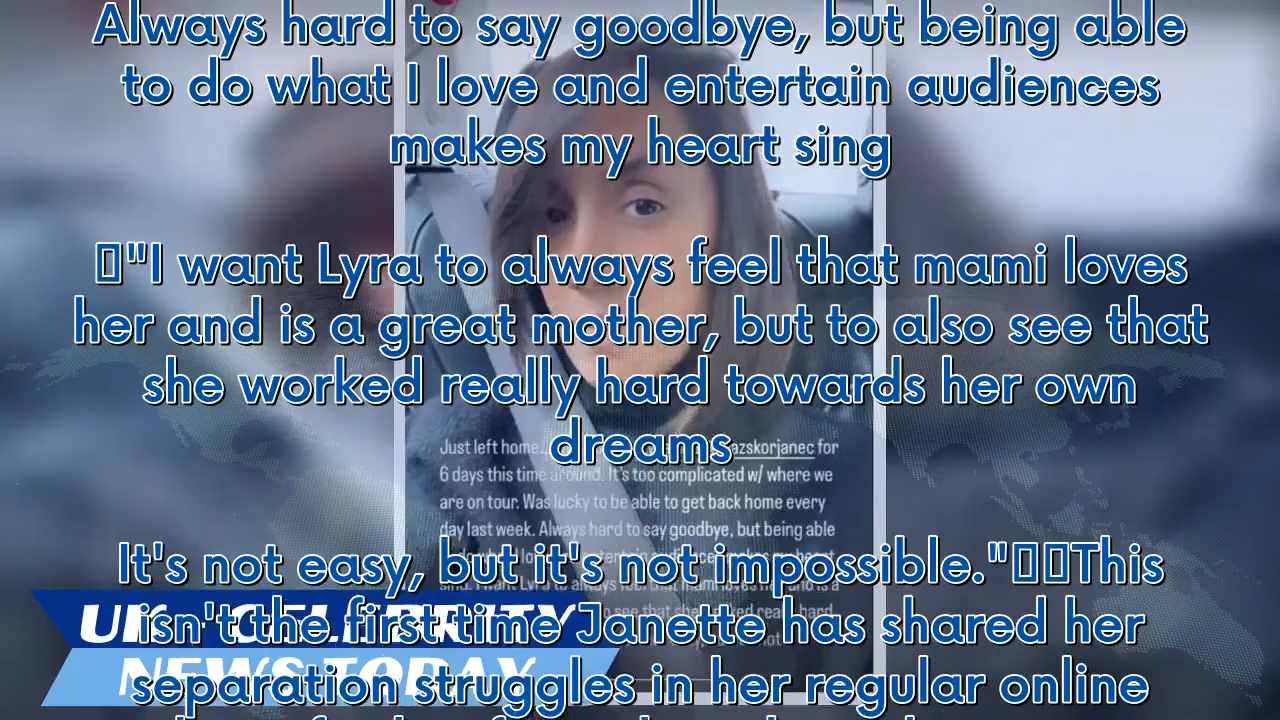 Always hard to say goodbye, but being able
to do what I love and entertain audiences
makes my heart sing
"I want Lyra to always feel that mami loves
her and is a great mother, but to also see that
she worked really hard towards her own
dreams
It's not easy, but it's not impossible."This
isn't the first time Janette has shared her
separation struggles in her regular online
Just left home. azskorjanec for
6 days this time around. It's too complicated w/ where we
are on tour. Was lucky to be able to get back home every
day last week. Always hard to say goodbye, but being able
UK CELEBRITY
NEWS TODAY